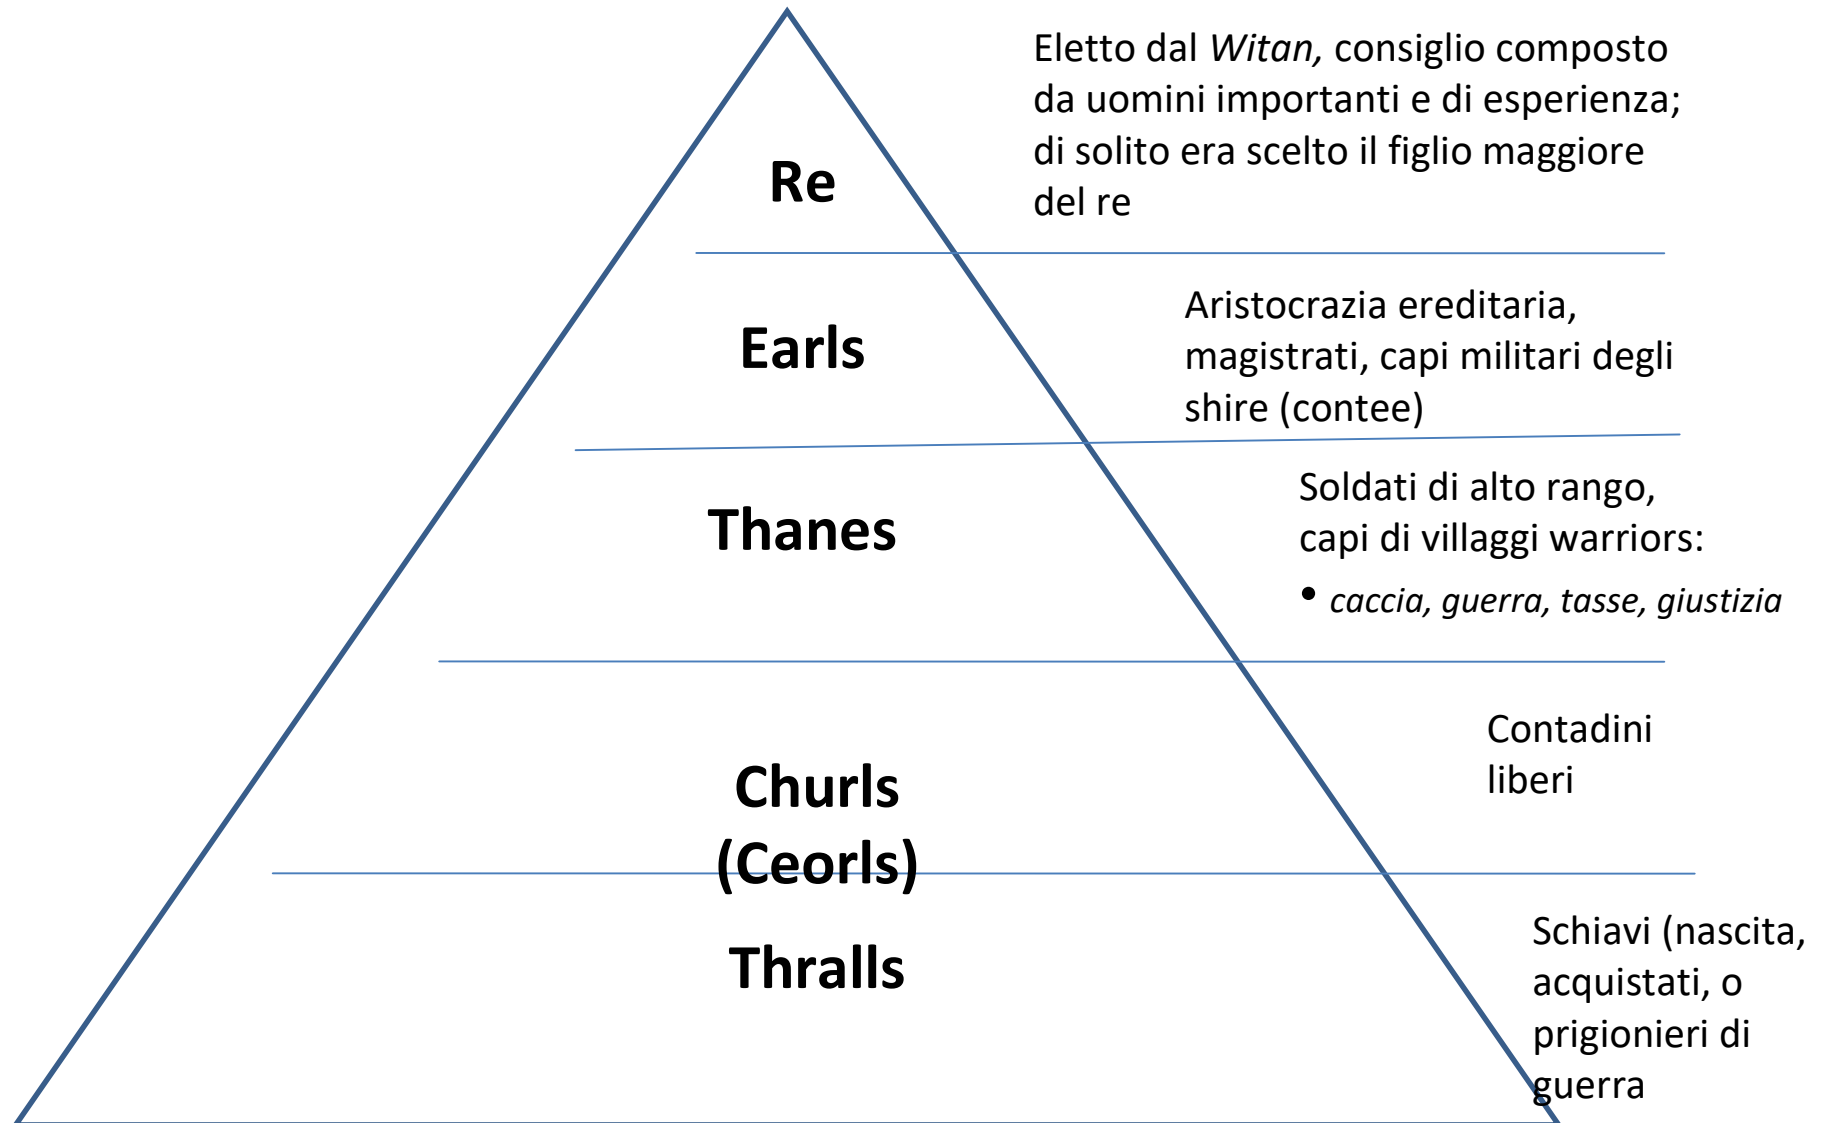 Re
Eletto dal Witan, consiglio composto
da uomini importanti e di esperienza;
di solito era scelto il figlio maggiore
del re
Earls
Aristocrazia ereditaria,
magistrati, capi militari degli
shire (contee)
Thanes
Soldati di alto rango,
capi di villaggi warriors:
• caccia, guerra, tasse, giustizia
Churls
(Ceorls)
Contadini
liberi
Thralls
Schiavi (nascita,
acquistati, o
prigionieri di
guerra